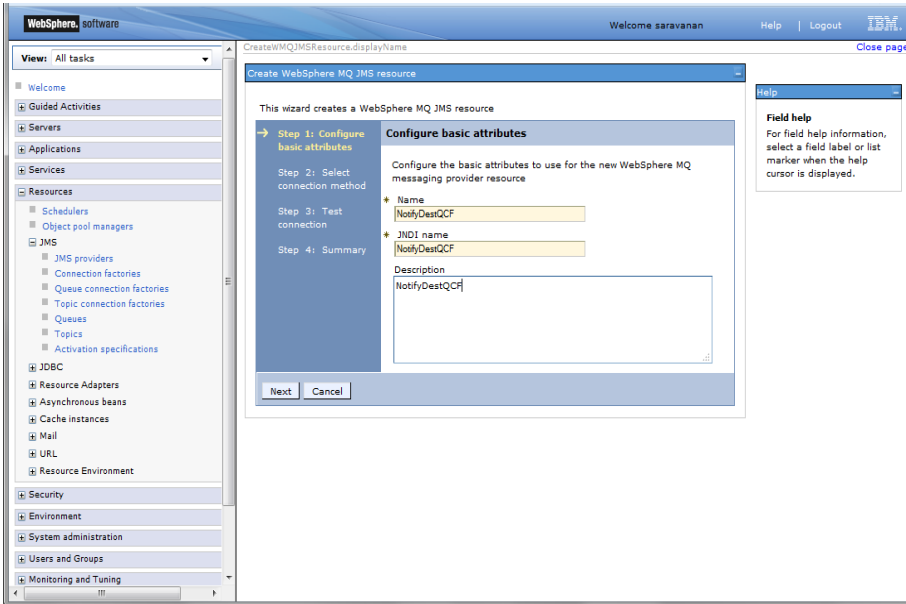 WebSphere. software
Welcome saravanan
Help | Logout
IBM.
View: All tasks
Welcome
Guided Activities
Servers
Applications
Services
Resources
Schedulers
Object pool managers
JMS
JMS providers
Connection factories
Queue connection factories
Topic connection factories
Queues
Topics
Activation specifications
JDBC
Resource Adapters
Asynchronous beans
Cache instances
Mail
URL
Resource Environment
Security
Environment
System administration
Users and Groups
Monitoring and Tuning
CreateWMQJMSResource.displayName
Close page
Create WebSphere MQ JMS resource
This wizard creates a WebSphere MQ JMS resource
Step 1: Configure
basic attributes
Step 2: Select
connection method
Step 3: Test
connection
Step 4: Summary
Configure basic attributes
Configure the basic attributes to use for the new WebSphere MQ
messaging provider resource
Name
NotifyDestQCF
JNDI name
NotifyDestQCF
Description
NotifyDestQCF
Next
Cancel
Help
Field help
For field help information,
select a field label or list
marker when the help
cursor is displayed.